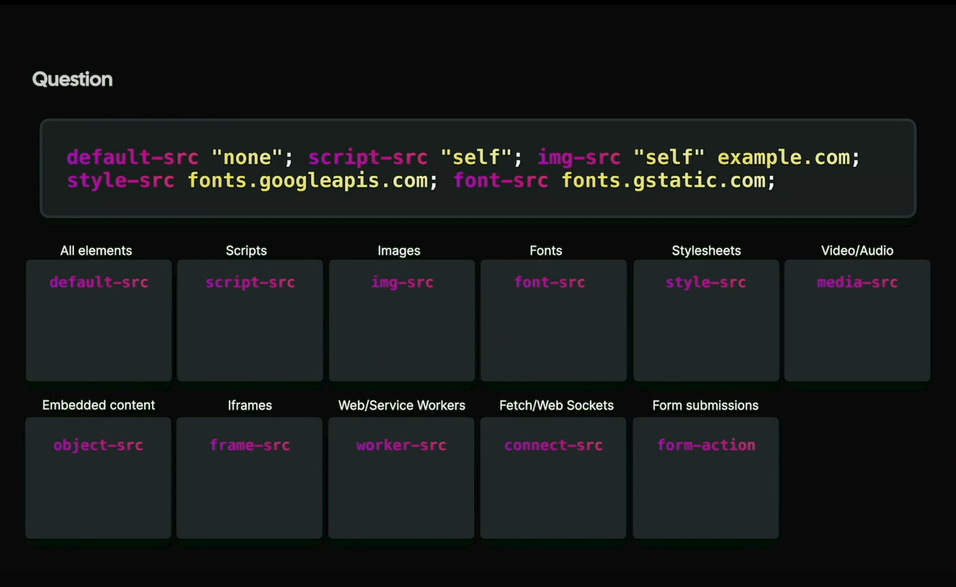 Question
default-src "none"; script-src "self"; img-src "self" example.com;
style-src fonts.googleapis.com; font-src fonts.gstatic.com;
All elements
Scripts
Images
Fonts
Stylesheets
Video/Audio
default-src
script-src
img-src
font-src
style-src
media-src
Embedded content
Iframes
Web/Service Workers
Fetch/Web Sockets
Form submissions
object-src
frame-src
worker-src
connect-src
form-action